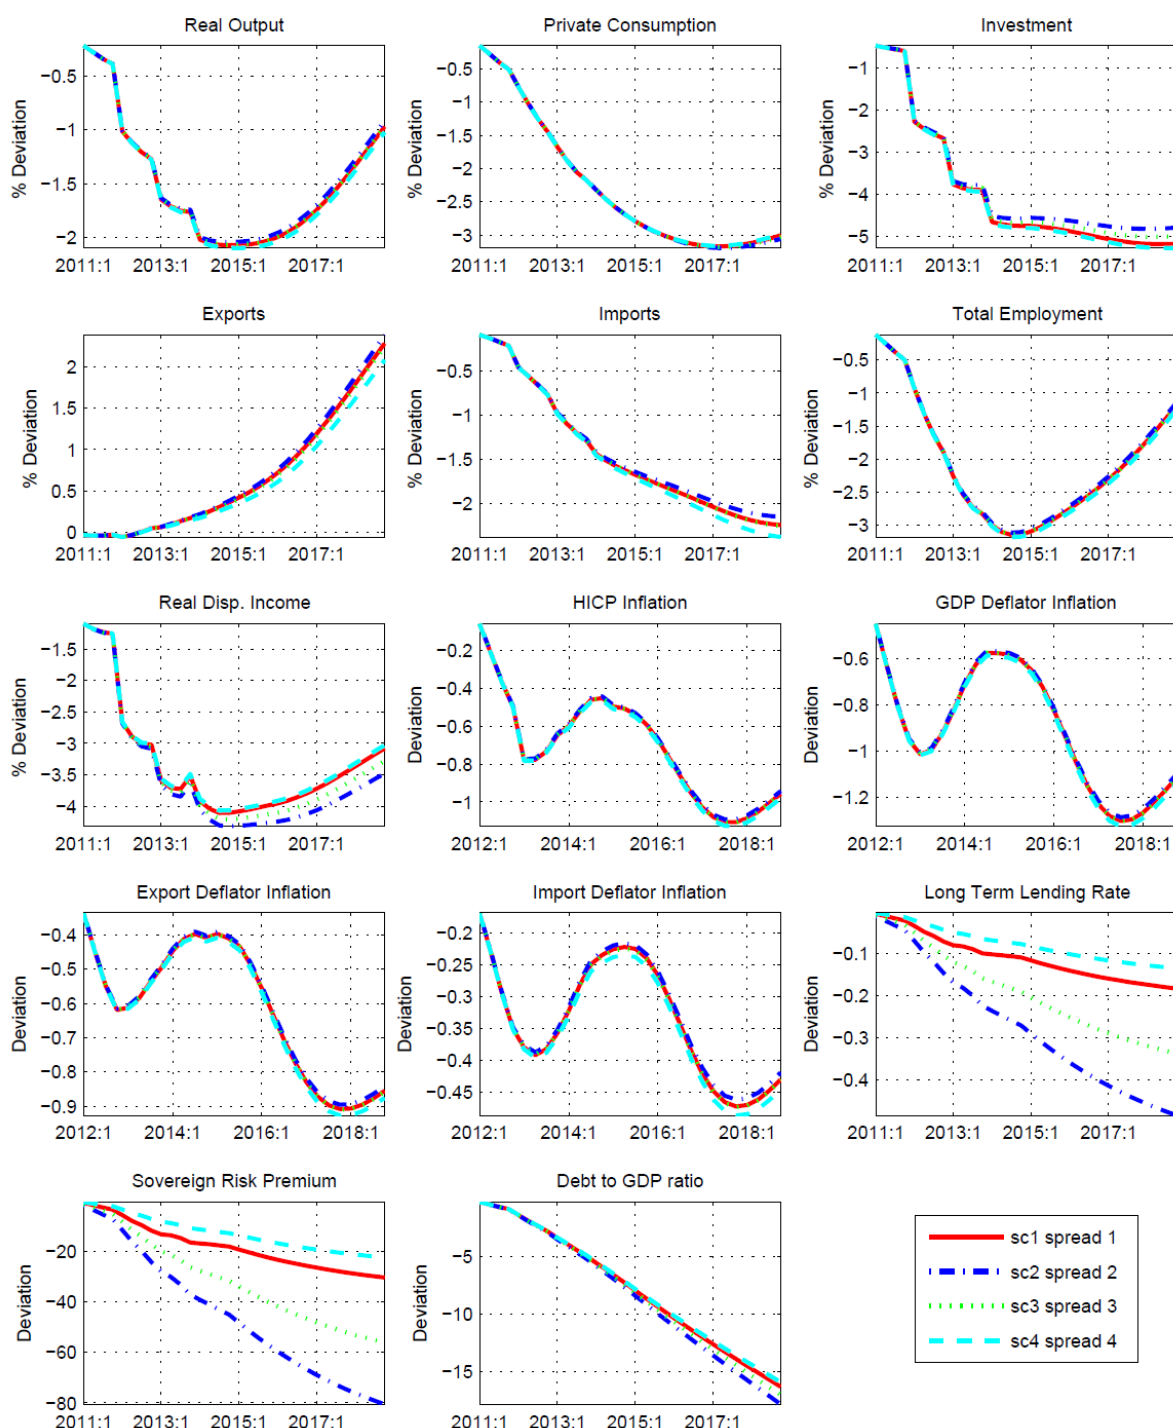 Real Output
Private Consumption
Investment
% Deviation
−0.5
−1
−1.5
−2
2011:1 2013:1 2015:1 2017:1
% Deviation
−0.5
−1
−1.5
−2
−2.5
−3
2011:1 2013:1 2015:1 2017:1
% Deviation
−1
−2
−3
−4
−5
2011:1 2013:1 2015:1 2017:1
Exports
Imports
Total Employment
% Deviation
2
1.5
1
0.5
0
2011:1 2013:1 2015:1 2017:1
% Deviation
−0.5
−1
−1.5
−2
2011:1 2013:1 2015:1 2017:1
% Deviation
−0.5
−1
−1.5
−2
−2.5
−3
2011:1 2013:1 2015:1 2017:1
Real Disp. Income
HICP Inflation
GDP Deflator Inflation
% Deviation
−1.5
−2
−2.5
−3
−3.5
−4
2011:1 2013:1 2015:1 2017:1
Deviation
−0.2
−0.4
−0.6
−0.8
−1
2012:1 2014:1 2016:1 2018:1
Deviation
−0.6
−0.8
−1
−1.2
2012:1 2014:1 2016:1 2018:1
Export Deflator Inflation
Import Deflator Inflation
Long Term Lending Rate
Deviation
−0.4
−0.5
−0.6
−0.7
−0.8
−0.9
2012:1 2014:1 2016:1 2018:1
Deviation
−0.2
−0.25
−0.3
−0.35
−0.4
−0.45
2012:1 2014:1 2016:1 2018:1
Deviation
−0.1
−0.2
−0.3
−0.4
2011:1 2013:1 2015:1 2017:1
Sovereign Risk Premium
Debt to GDP ratio
Deviation
−20
−40
−60
−80
2011:1 2013:1 2015:1 2017:1
Deviation
−5
−10
−15
2011:1 2013:1 2015:1 2017:1
sc1 spread 1
sc2 spread 2
sc3 spread 3
sc4 spread 4